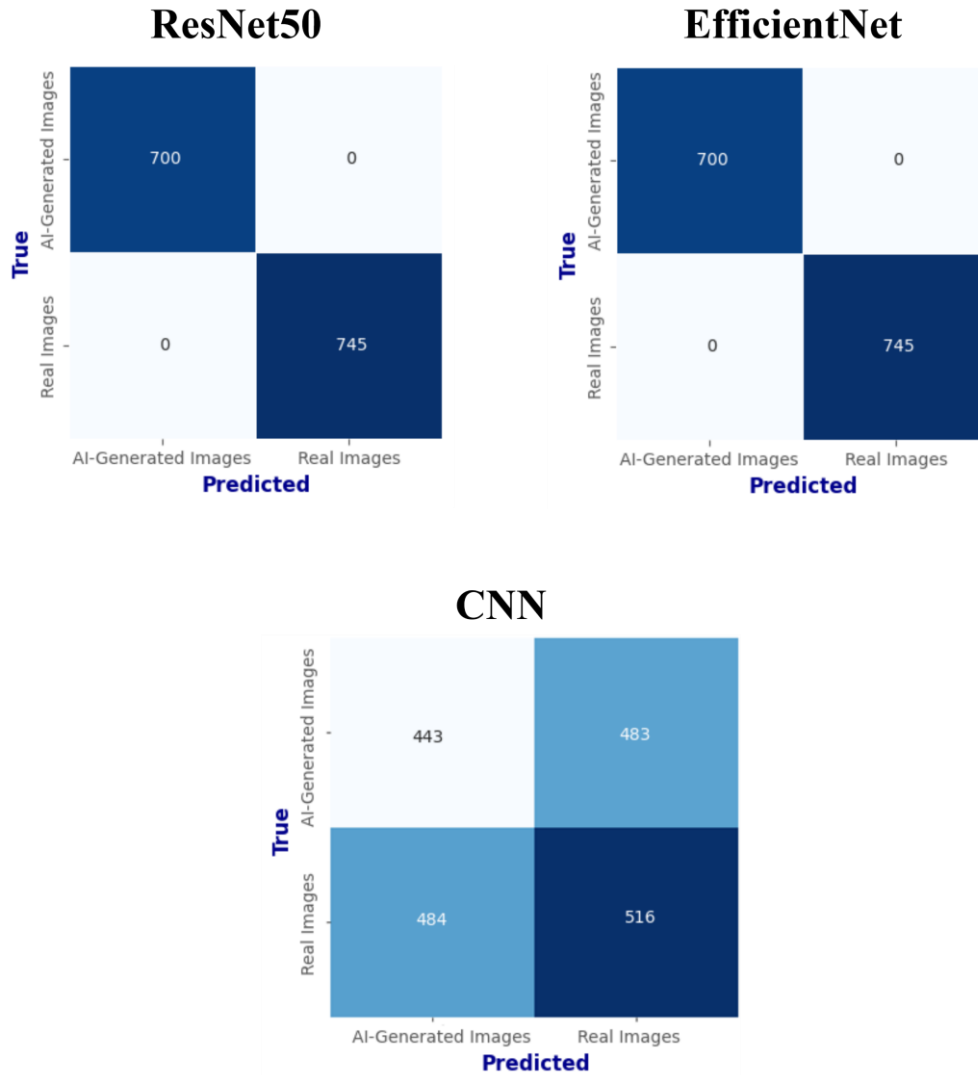 ResNet50
AI-Generated Images
700
0
True
Real Images
0
745
AI-Generated Images
Real Images
Predicted
EfficientNet
AI-Generated Images
700
0
True
Real Images
0
745
AI-Generated Images
Real Images
Predicted
CNN
AI-Generated Images
443
483
True
Real Images
484
516
AI-Generated Images
Real Images
Predicted